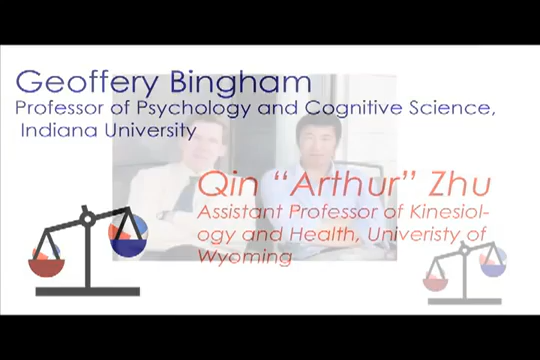 Geoffery Bingham
Professor of Psychology and Cognitive Science,
Indiana University
Qin “Arthur” Zhu
Assistant Professor of Kinesiol-
ogy and Health, Univeristy of
Wyoming